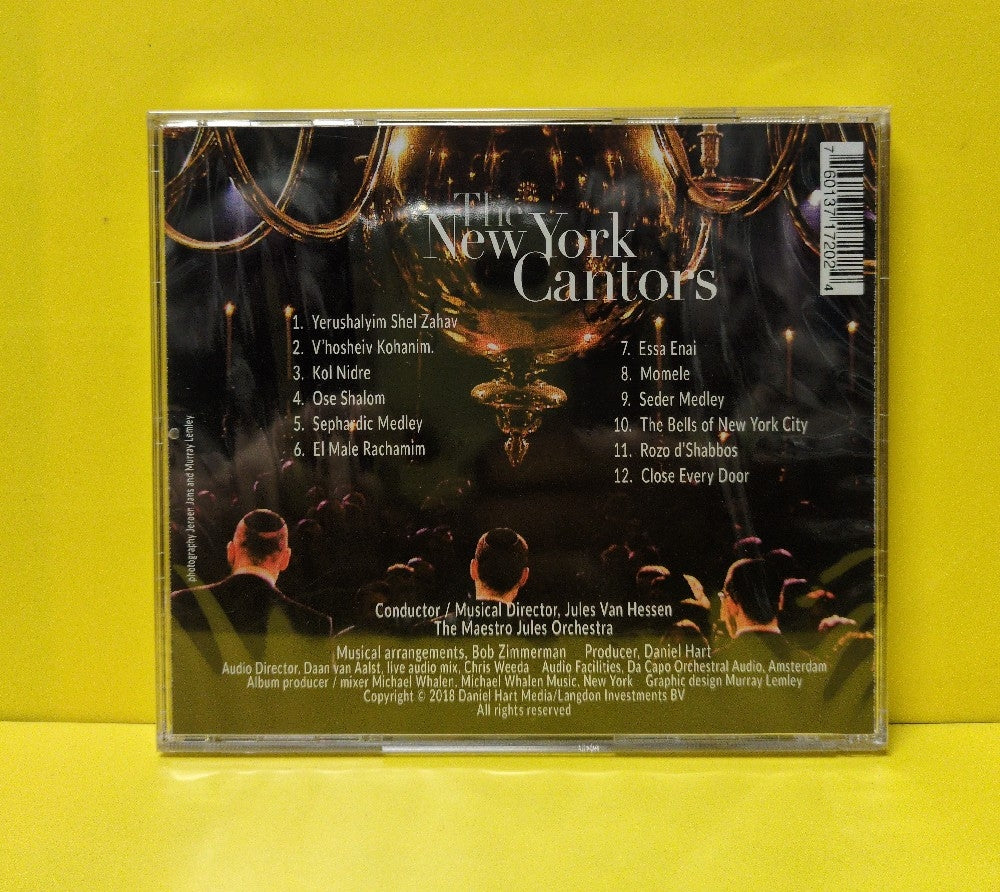 The
New York
Cantors
1. Yerushalyim Shel Zahav
2. V'hosheiv Kohanim.
3. Kol Nidre
4. Ose Shalom
5. Sephardic Medley
6. El Male Rachamim
7. Essa Enai
8. Momele
9. Seder Medley
10. The Bells of New York City
11. Rozo d'Shabbos
12. Close Every Door
Conductor / Musical Director, Jules Van Hessen
The Maestro Jules Orchestra
Musical arrangements, Bob Zimmerman Producer, Daniel Hart
Audio Director, Daan van Aalst, live audio mix, Chris Weeda Audio Facilities, Da Capo Orchestral Audio, Amsterdam
Album producer / mixer Michael Whalen, Michael Whalen Music, New York Graphic design Murray Lemley
Copyright © 2018 Daniel Hart Media/Langdon Investments BV
All rights reserved
photography Jeroen Jans and Murray Lemley
7 60137 17202 4